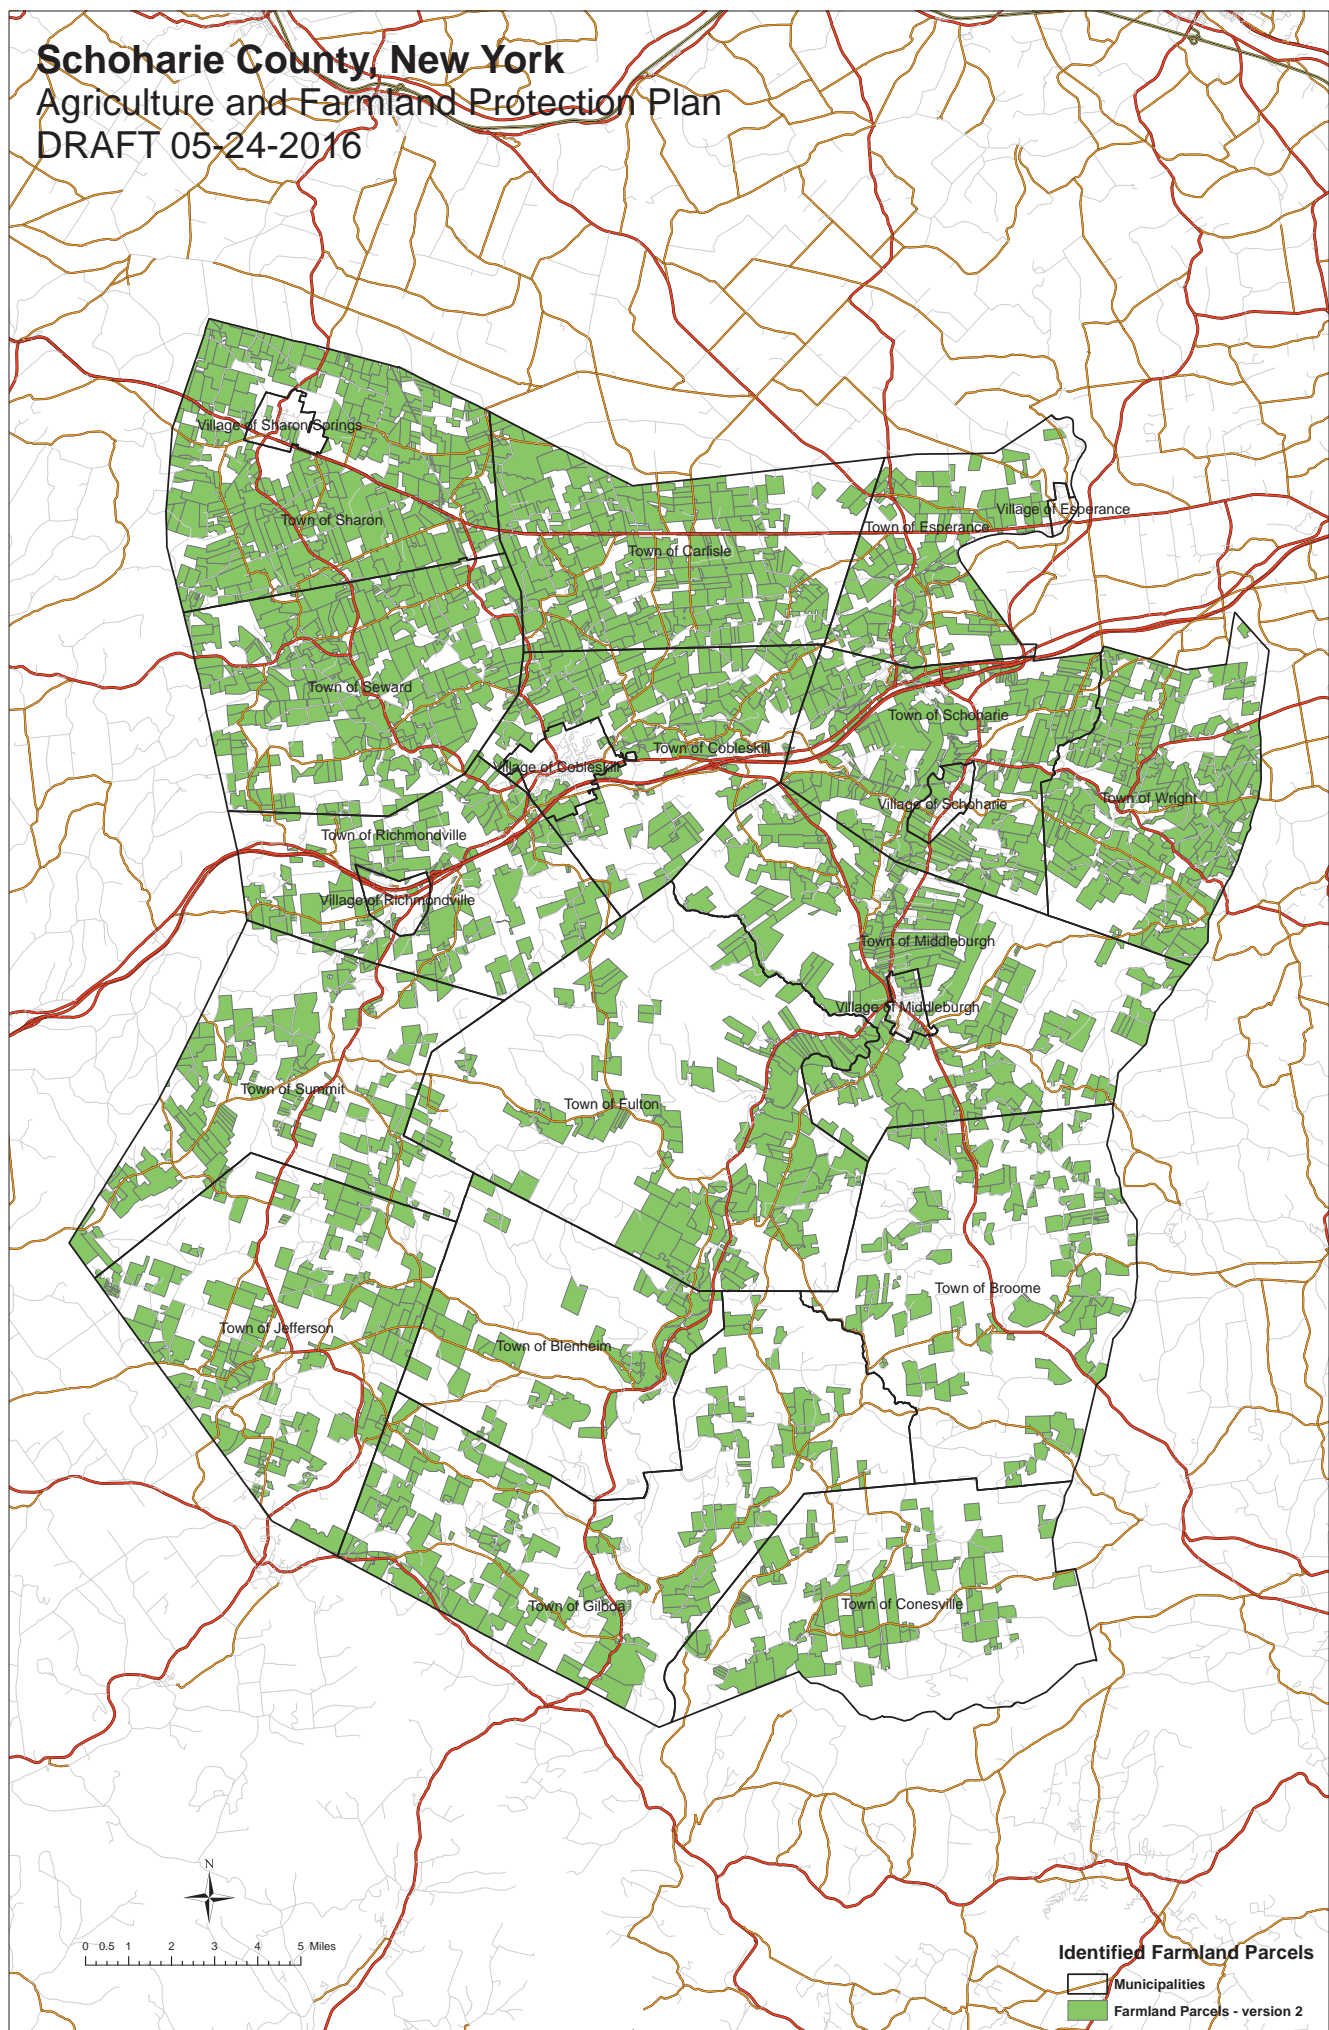 Schoharie County, New York
Agriculture and Farmland Protection Plan
DRAFT 05-24-2016
Village of Sharon Springs
Village of Esperance
Town of Sharon
Town of Esperance
Town of Carlisle
Town of Seward
Town of Schoharie
Town of Cobleskill
Village of Cobleskill
Town of Wright
Village of Schoharie
Town of Richmondville
Village of Richmondville
Town of Middleburgh
Village of Middleburgh
Town of Summit
Town of Fulton
Town of Broome
Town of Jefferson
Town of Blenheim
Town of Conesville
Town of Gilboa
N
0 0.5 1 2 3 4 5 Miles
Identified Farmland Parcels
Municipalities
Farmland Parcels - version 2